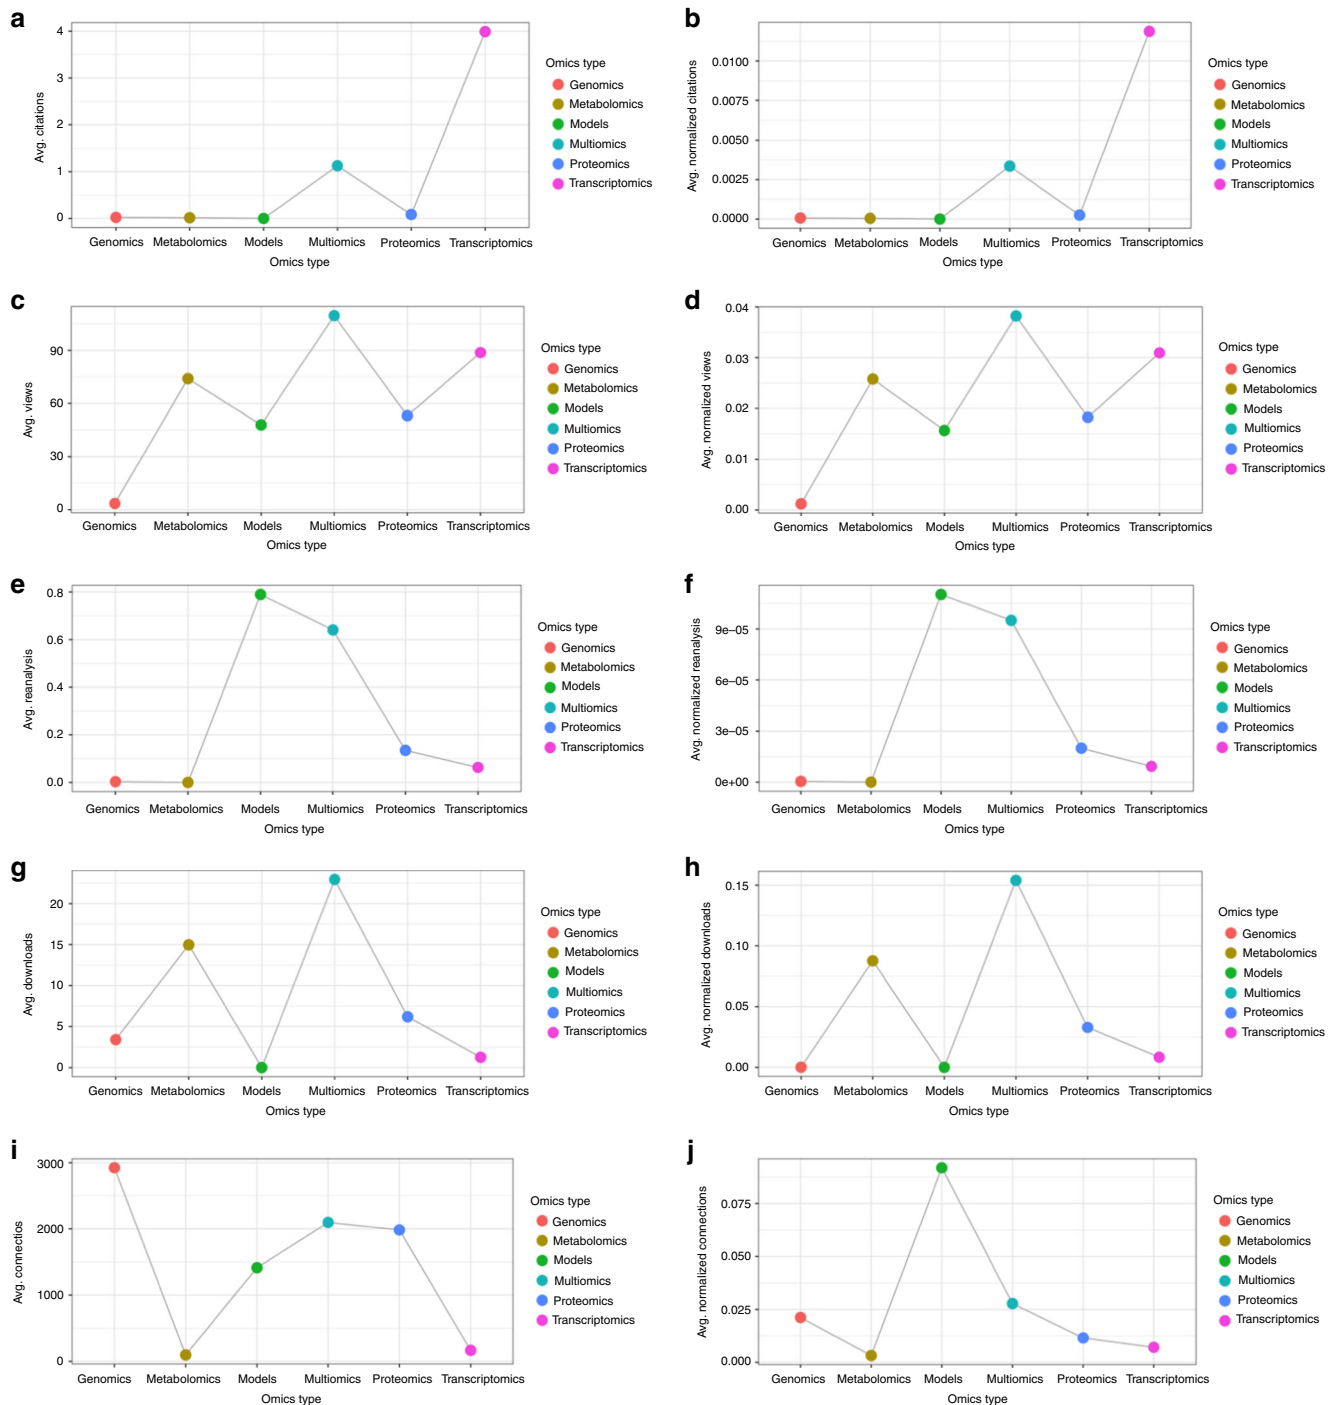 a
Avg. citations
4
3
2
1
0
Genomics Metabolomics Models Multiomics Proteomics Transcriptomics
Omics type
Omics type
Genomics
Metabolomics
Models
Multiomics
Proteomics
Transcriptomics
b
Avg. normalized citations
0.0100
0.0075
0.0050
0.0025
0.0000
Genomics Metabolomics Models Multiomics Proteomics Transcriptomics
Omics type
Omics type
Genomics
Metabolomics
Models
Multiomics
Proteomics
Transcriptomics
c
Avg. views
90
60
30
0
Genomics Metabolomics Models Multiomics Proteomics Transcriptomics
Omics type
Omics type
Genomics
Metabolomics
Models
Multiomics
Proteomics
Transcriptomics
d
Avg. normalized views
0.04
0.03
0.02
0.01
0.00
Genomics Metabolomics Models Multiomics Proteomics Transcriptomics
Omics type
Omics type
Genomics
Metabolomics
Models
Multiomics
Proteomics
Transcriptomics
e
Avg. reanalysis
0.8
0.6
0.4
0.2
0.0
Genomics Metabolomics Models Multiomics Proteomics Transcriptomics
Omics type
Omics type
Genomics
Metabolomics
Models
Multiomics
Proteomics
Transcriptomics
f
Avg. normalized reanalysis
9e–05
6e–05
3e–05
0e+00
Genomics Metabolomics Models Multiomics Proteomics Transcriptomics
Omics type
Omics type
Genomics
Metabolomics
Models
Multiomics
Proteomics
Transcriptomics
g
Avg. downloads
20
15
10
5
0
Genomics Metabolomics Models Multiomics Proteomics Transcriptomics
Omics type
Omics type
Genomics
Metabolomics
Models
Multiomics
Proteomics
Transcriptomics
h
Avg. normalized downloads
0.15
0.10
0.05
0.00
Genomics Metabolomics Models Multiomics Proteomics Transcriptomics
Omics type
Omics type
Genomics
Metabolomics
Models
Multiomics
Proteomics
Transcriptomics
i
Avg. connectios
3000
2000
1000
0
Genomics Metabolomics Models Multiomics Proteomics Transcriptomics
Omics type
Omics type
Genomics
Metabolomics
Models
Multiomics
Proteomics
Transcriptomics
j
Avg. normalized connections
0.075
0.050
0.025
0.000
Genomics Metabolomics Models Multiomics Proteomics Transcriptomics
Omics type
Omics type
Genomics
Metabolomics
Models
Multiomics
Proteomics
Transcriptomics